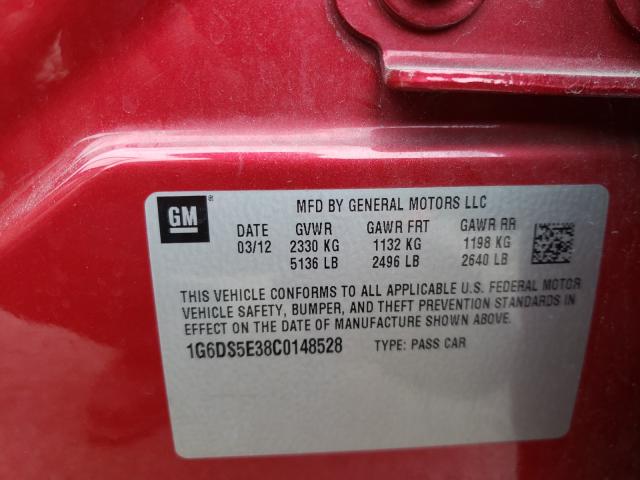 GM®
MFD BY GENERAL MOTORS LLC
DATE GVWR GAWR FRT GAWR RR
03/12 2330 KG 1132 KG 1198 KG
5136 LB 2496 LB 2640 LB
THIS VEHICLE CONFORMS TO ALL APPLICABLE U.S. FEDERAL MOTOR
VEHICLE SAFETY, BUMPER, AND THEFT PREVENTION STANDARDS IN
EFFECT ON THE DATE OF MANUFACTURE SHOWN ABOVE.
1G6DS5E38C0148528 TYPE: PASS CAR